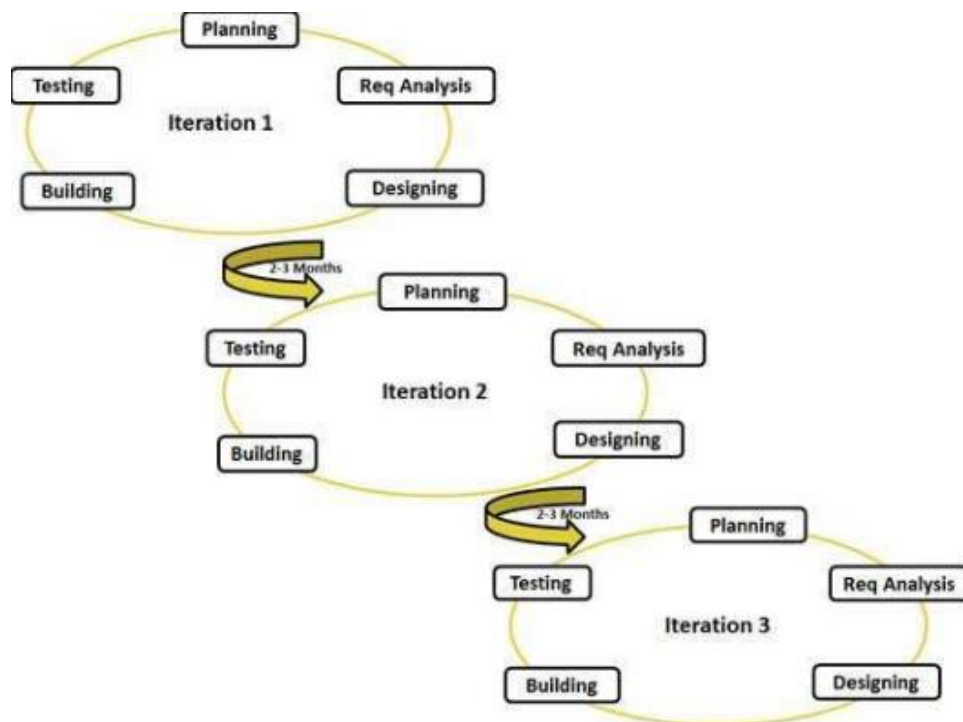 Planning
Testing
Req Analysis
Iteration 1
Building
Designing
2-3 Months
Planning
Testing
Req Analysis
Iteration 2
Building
Designing
2-3 Months
Planning
Testing
Req Analysis
Iteration 3
Building
Designing